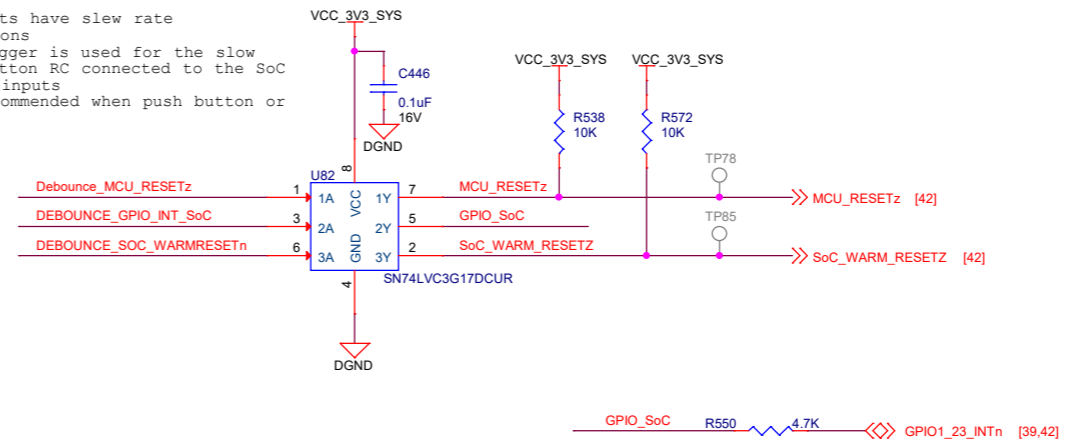 ts have slew rate
ons
gger is used for the slow
tton RC connected to the SoC
inputs
ommended when push button or
VCC_3V3_SYS
C446
0.1uF
16V
DGND
VCC_3V3_SYS
VCC_3V3_SYS
R538
10K
R572
10K
TP78
TP85
U82
8
VCC
Debounce_MCU_RESETz
1
1A
1Y
7
MCU_RESETz
MCU_RESETz [42]
DEBOUNCE_GPIO_INT_SoC
3
2A
2Y
5
GPIO_SoC
DEBOUNCE_SOC_WARMRESETn
6
3A
GND
3Y
2
SoC_WARM_RESETZ
SoC_WARM_RESETZ [42]
4
SN74LVC3G17DCUR
DGND
GPIO_SoC
R550
4.7K
GPIO1_23_INTn [39,42]